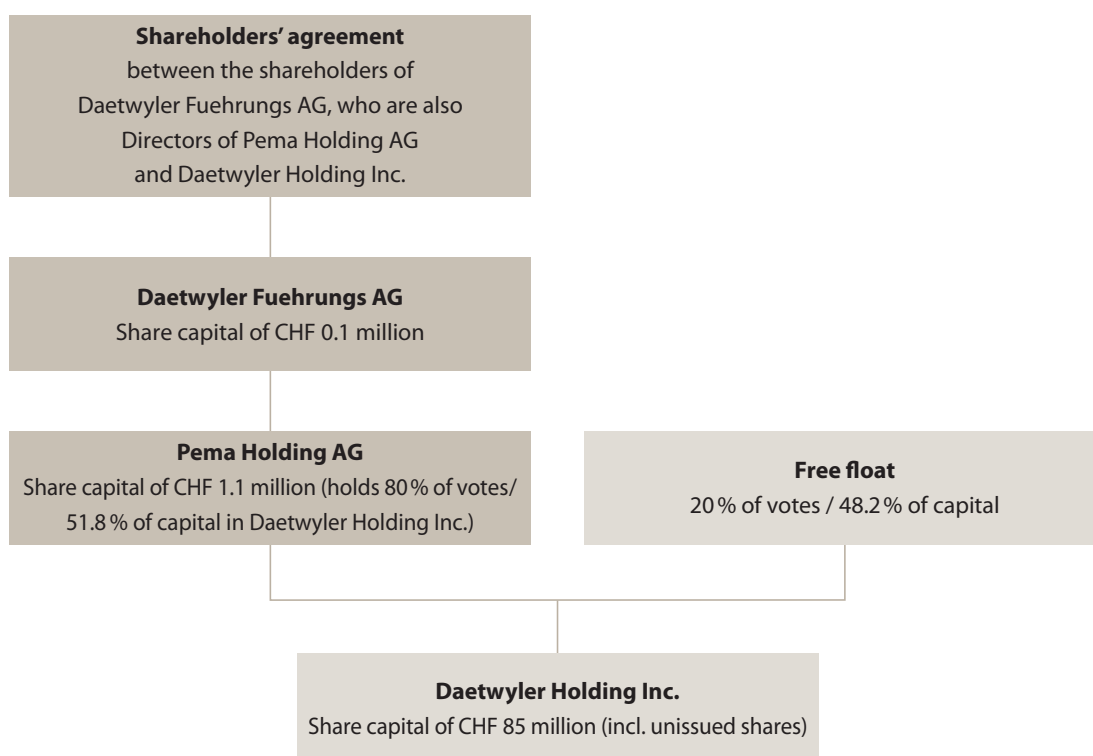 Shareholders’ agreement
between the shareholders of
Daetwyler Fuehrungs AG, who are also
Directors of Pema Holding AG
and Daetwyler Holding Inc.
Daetwyler Fuehrungs AG
Share capital of CHF 0.1 million
Pema Holding AG
Share capital of CHF 1.1 million (holds 80 % of votes/
51.8 % of capital in Daetwyler Holding Inc.)
Free float
20 % of votes / 48.2 % of capital
Daetwyler Holding Inc.
Share capital of CHF 85 million (incl. unissued shares)